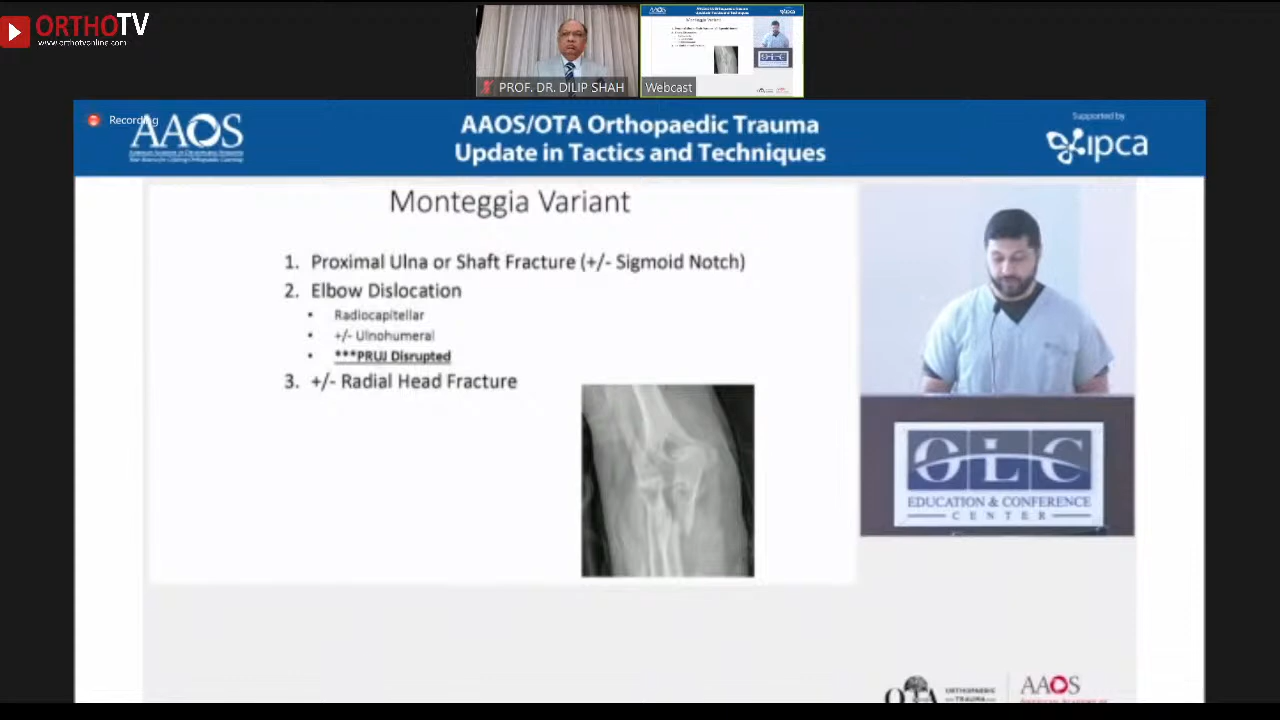 ORTHOTV
www.orthotvonline.com
PROF. DR. DILIP SHAH
Webcast
Recording
AAOS
AAOS/OTA Orthopaedic Trauma
Update in Tactics and Techniques
Supported by
ipca
Monteggia Variant
1. Proximal Ulna or Shaft Fracture (+/- Sigmoid Notch)
2. Elbow Dislocation
• Radiocapitellar
• +/- Ulnohumeral
• ***PRUJ Disrupted
3. +/- Radial Head Fracture
OLC
EDUCATION & CONFERENCE
CENTER
OTA
ORTHOPAEDIC
TRAUMA
AAOS